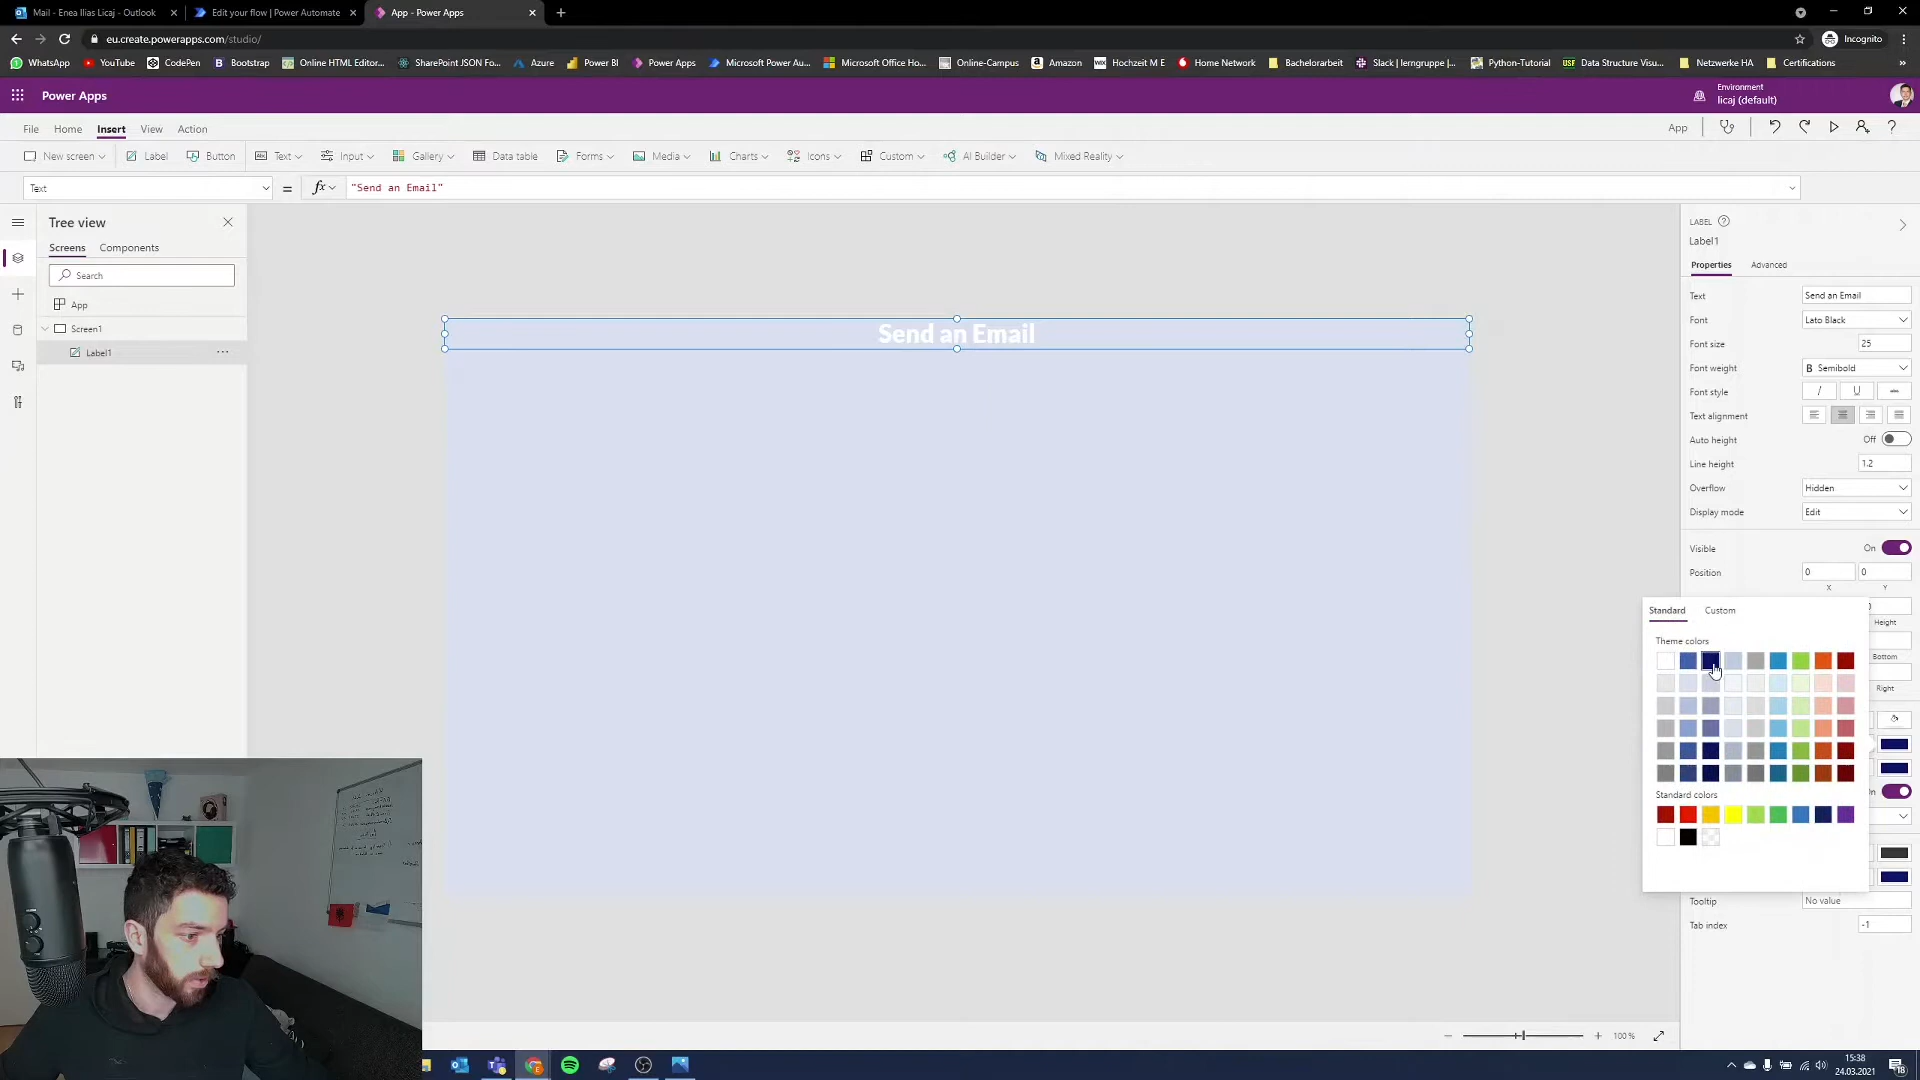 Mail - Enea Ilias Licaj - Outlook
Edit your flow | Power Automate
App - Power Apps
eu.create.powerapps.com/studio/
Incognito
WhatsApp
YouTube
CodePen
Bootstrap
Online HTML Editor...
SharePoint JSON Fo...
Azure
Power BI
Power Apps
Microsoft Power Au...
Microsoft Office Ho...
Online-Campus
Amazon
Hochzeit M E
Home Network
Bachelorarbeit
Slack | lerngruppe |...
Python-Tutorial
Data Structure Visu...
Netzwerke HA
Certifications
Power Apps
Environment
licaj (default)
File
Home
Insert
View
Action
App
New screen
Label
Button
Text
Input
Gallery
Data table
Forms
Media
Charts
Icons
Custom
AI Builder
Mixed Reality
Text
=
fx
"Send an Email"
Tree view
Screens
Components
Search
App
Screen1
Label1
Send an Email
LABEL
Label1
Properties
Advanced
Text
Send an Email
Font
Lato Black
Font size
25
Font weight
B Semibold
Font style
Text alignment
Auto height
Off
Line height
1.2
Overflow
Hidden
Display mode
Edit
Visible
On
Position
0
0
X
Y
Standard
Custom
Height
Theme colors
Bottom
Right
Standard colors
Tooltip
No value
Tab index
-1
100 %
15:38
24.03.2021